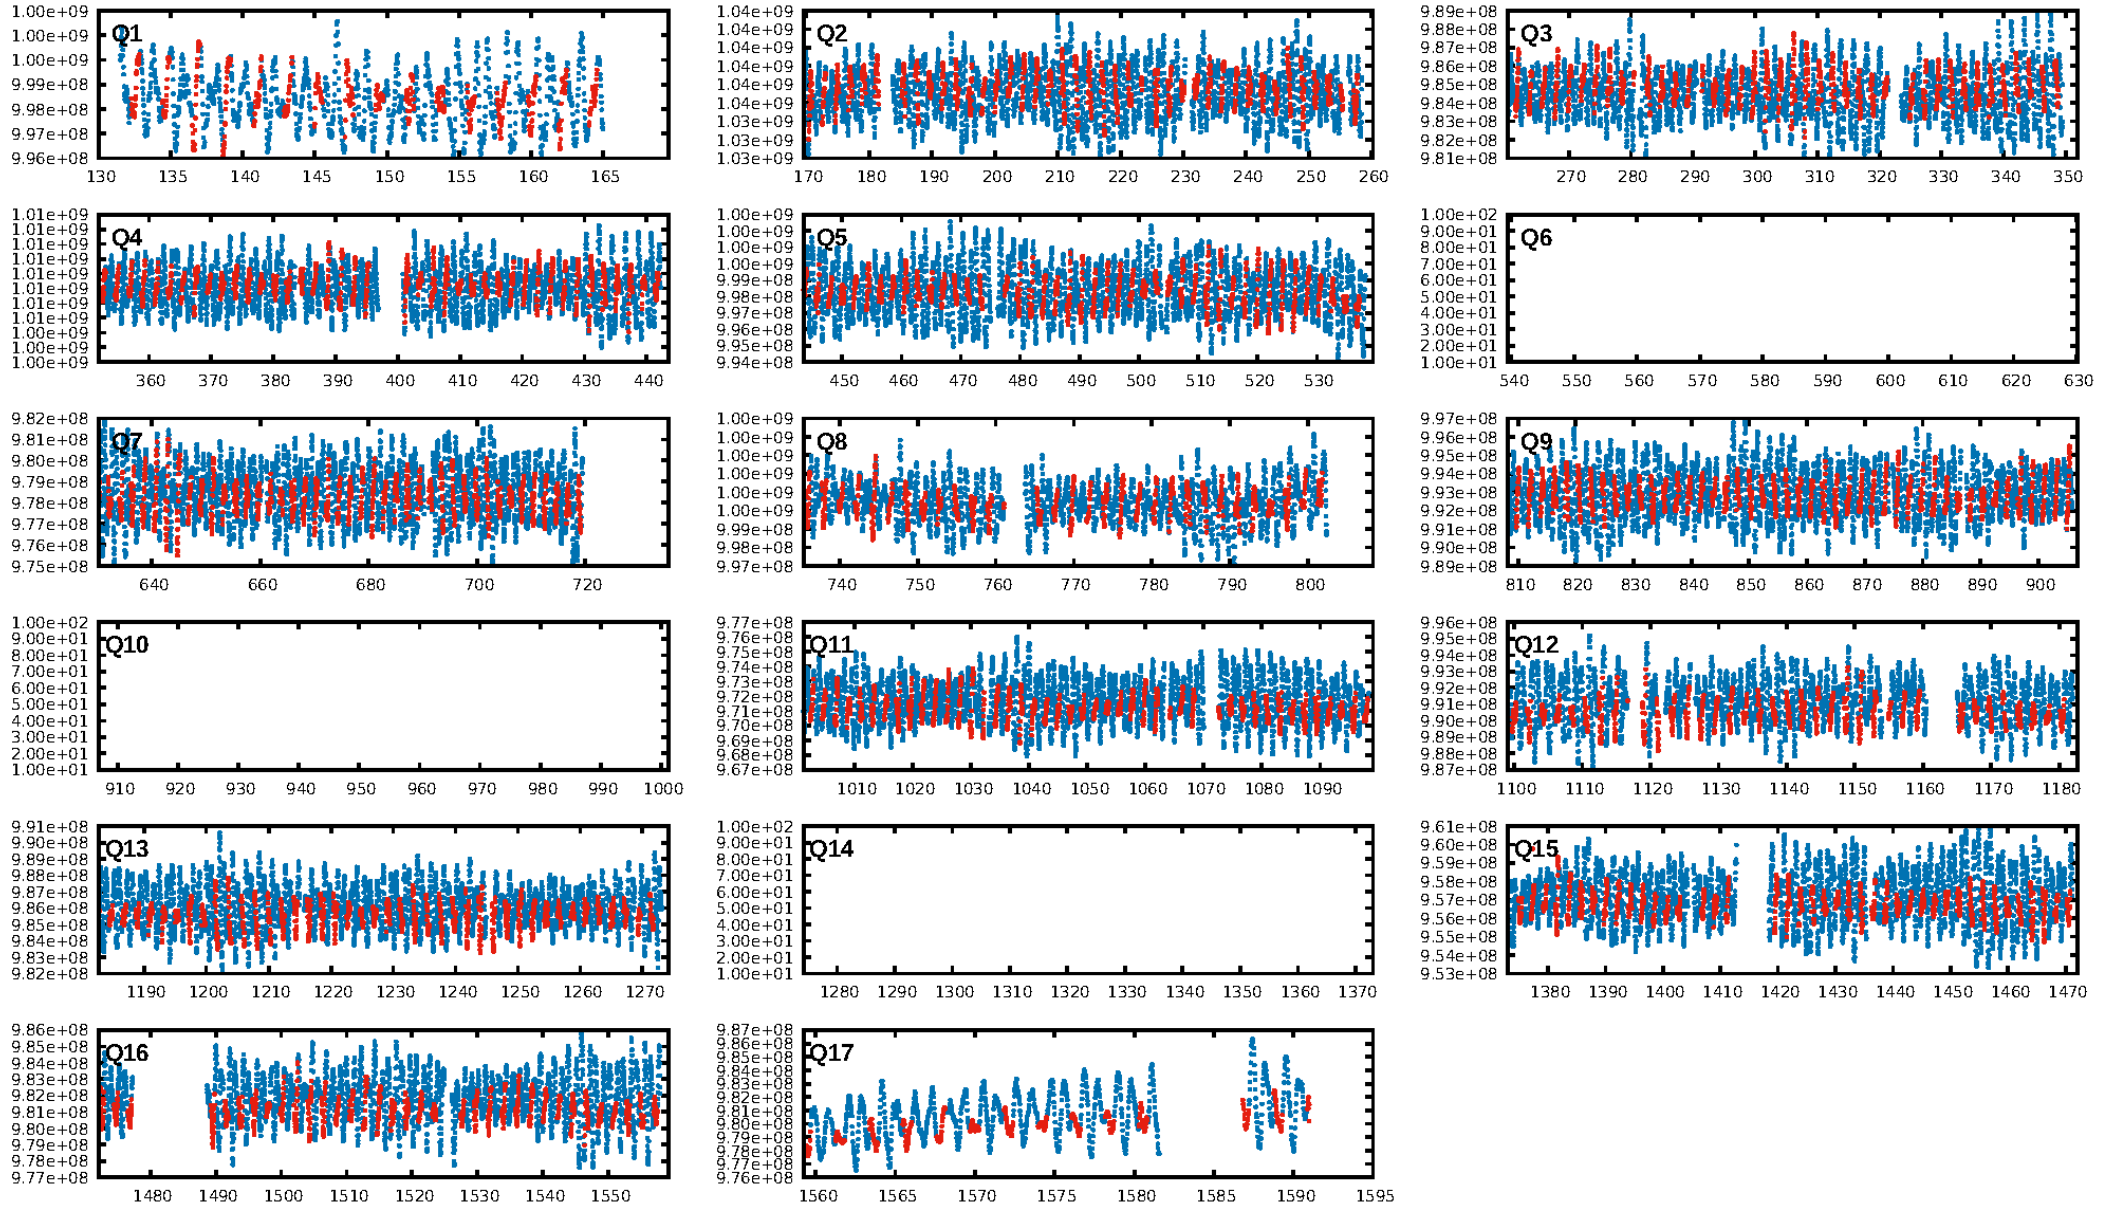 1.00e+09
1.00e+09
1.00e+09
9.99e+08
9.98e+08
9.97e+08
9.96e+08
Q1
130 135 140 145 150 155 160 165
1.04e+09
1.04e+09
1.04e+09
1.04e+09
1.04e+09
1.04e+09
1.03e+09
1.03e+09
1.03e+09
Q2
170 180 190 200 210 220 230 240 250 260
9.89e+08
9.88e+08
9.87e+08
9.86e+08
9.85e+08
9.84e+08
9.83e+08
9.82e+08
9.81e+08
Q3
270 280 290 300 310 320 330 340 350
1.01e+09
1.01e+09
1.01e+09
1.01e+09
1.01e+09
1.01e+09
1.01e+09
1.01e+09
1.00e+09
1.00e+09
1.00e+09
Q4
360 370 380 390 400 410 420 430 440
1.00e+09
1.00e+09
1.00e+09
1.00e+09
9.99e+08
9.98e+08
9.97e+08
9.96e+08
9.95e+08
9.94e+08
Q5
450 460 470 480 490 500 510 520 530
1.00e+02
9.00e+01
8.00e+01
7.00e+01
6.00e+01
5.00e+01
4.00e+01
3.00e+01
2.00e+01
1.00e+01
Q6
540 550 560 570 580 590 600 610 620 630
9.82e+08
9.81e+08
9.80e+08
9.79e+08
9.78e+08
9.77e+08
9.76e+08
9.75e+08
Q7
640 660 680 700 720
1.00e+09
1.00e+09
1.00e+09
1.00e+09
1.00e+09
1.00e+09
9.99e+08
9.98e+08
9.97e+08
Q8
740 750 760 770 780 790 800
9.97e+08
9.96e+08
9.95e+08
9.94e+08
9.93e+08
9.92e+08
9.91e+08
9.90e+08
9.89e+08
Q9
810 820 830 840 850 860 870 880 890 900
1.00e+02
9.00e+01
8.00e+01
7.00e+01
6.00e+01
5.00e+01
4.00e+01
3.00e+01
2.00e+01
1.00e+01
Q10
910 920 930 940 950 960 970 980 990 1000
9.77e+08
9.76e+08
9.75e+08
9.74e+08
9.73e+08
9.72e+08
9.71e+08
9.70e+08
9.69e+08
9.68e+08
9.67e+08
Q11
1010 1020 1030 1040 1050 1060 1070 1080 1090
9.96e+08
9.95e+08
9.94e+08
9.93e+08
9.92e+08
9.91e+08
9.90e+08
9.89e+08
9.88e+08
9.87e+08
Q12
1100 1110 1120 1130 1140 1150 1160 1170 1180
9.91e+08
9.90e+08
9.89e+08
9.88e+08
9.87e+08
9.86e+08
9.85e+08
9.84e+08
9.83e+08
9.82e+08
Q13
1190 1200 1210 1220 1230 1240 1250 1260 1270
1.00e+02
9.00e+01
8.00e+01
7.00e+01
6.00e+01
5.00e+01
4.00e+01
3.00e+01
2.00e+01
1.00e+01
Q14
1280 1290 1300 1310 1320 1330 1340 1350 1360 1370
9.61e+08
9.60e+08
9.59e+08
9.58e+08
9.57e+08
9.56e+08
9.55e+08
9.54e+08
9.53e+08
Q15
1380 1390 1400 1410 1420 1430 1440 1450 1460 1470
9.86e+08
9.85e+08
9.84e+08
9.83e+08
9.82e+08
9.81e+08
9.80e+08
9.79e+08
9.78e+08
9.77e+08
Q16
1480 1490 1500 1510 1520 1530 1540 1550
9.87e+08
9.86e+08
9.85e+08
9.84e+08
9.83e+08
9.82e+08
9.81e+08
9.80e+08
9.79e+08
9.78e+08
9.77e+08
9.76e+08
Q17
1560 1565 1570 1575 1580 1585 1590 1595